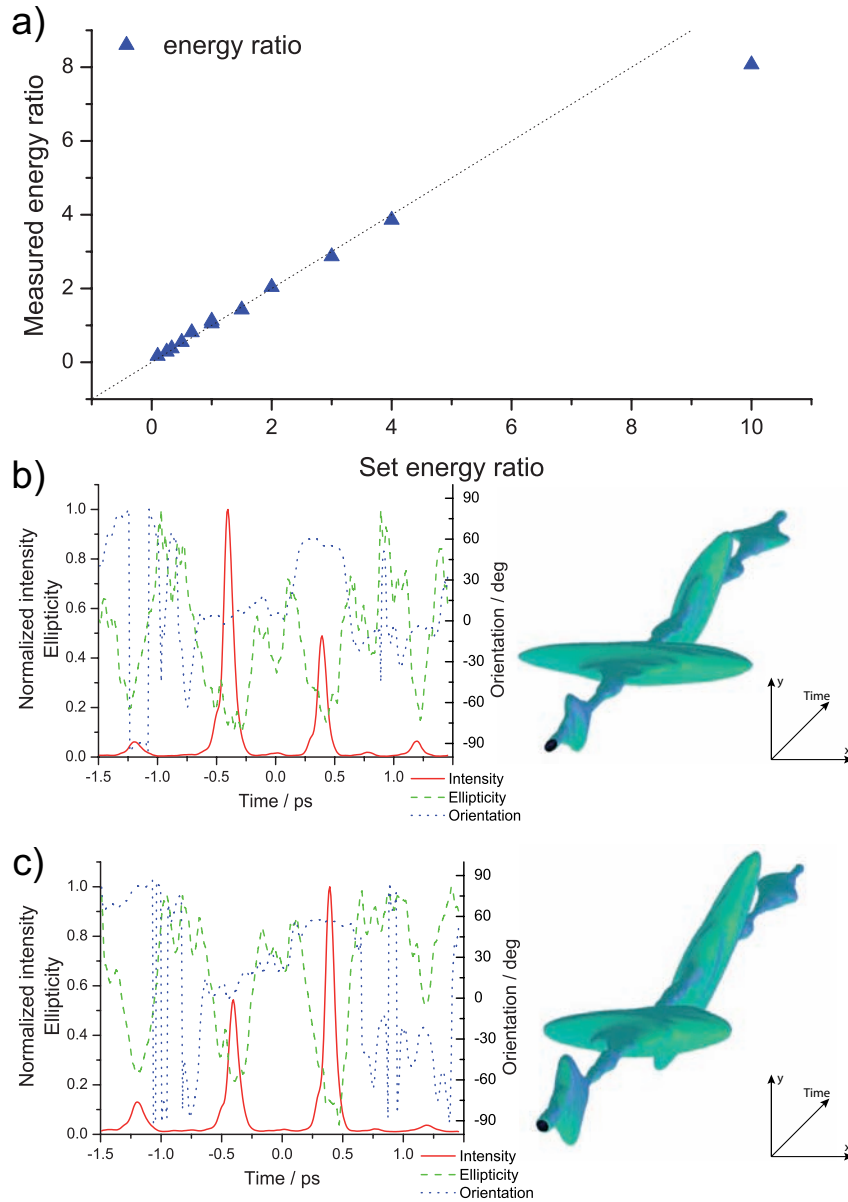 a)
energy ratio
Measured energy ratio
8
6
4
2
0
0 2 4 6 8 10
Set energy ratio
b)
Normalized intensity
Ellipticity
1.0
0.8
0.6
0.4
0.2
0.0
-1.5 -1.0 -0.5 0.0 0.5 1.0
Time / ps
90
60
30
0
-30
-60
-90
Orientation / deg
Intensity
Ellipticity
Orientation
y
Time
x
c)
Normalized intensity
Ellipticity
1.0
0.8
0.6
0.4
0.2
0.0
-1.5 -1.0 -0.5 0.0 0.5 1.0
Time / ps
90
60
30
0
-30
-60
-90
Orientation / deg
Intensity
Ellipticity
Orientation
y
Time
x